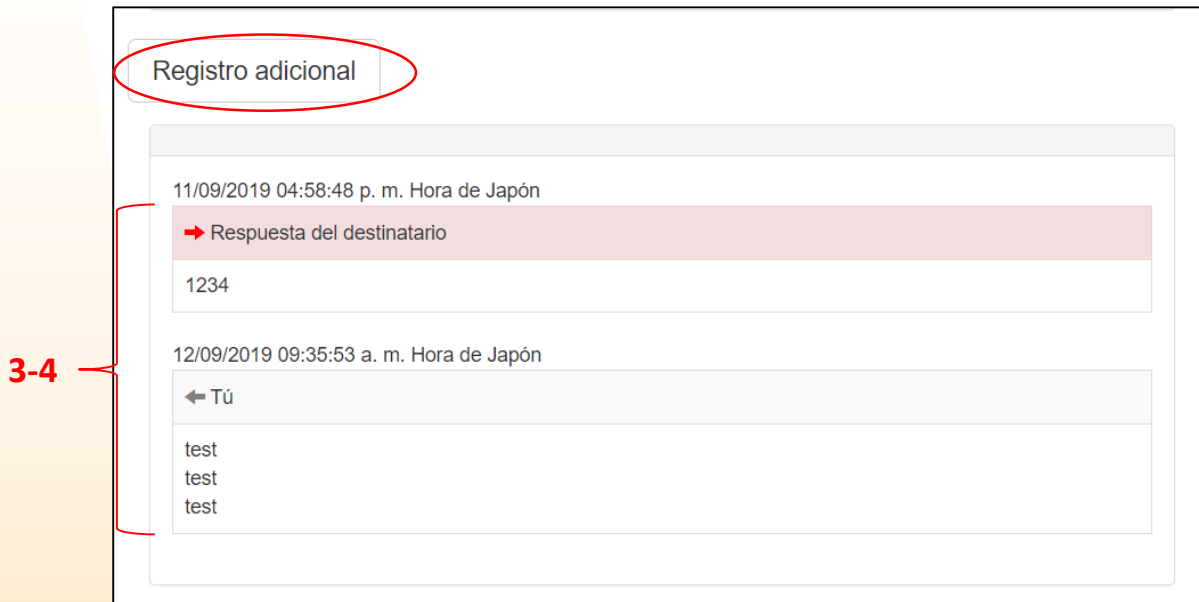 Registro adicional
11/09/2019 04:58:48 p. m. Hora de Japón
Respuesta del destinatario
1234
12/09/2019 09:35:53 a. m. Hora de Japón
3-4
Tú
test
test
test